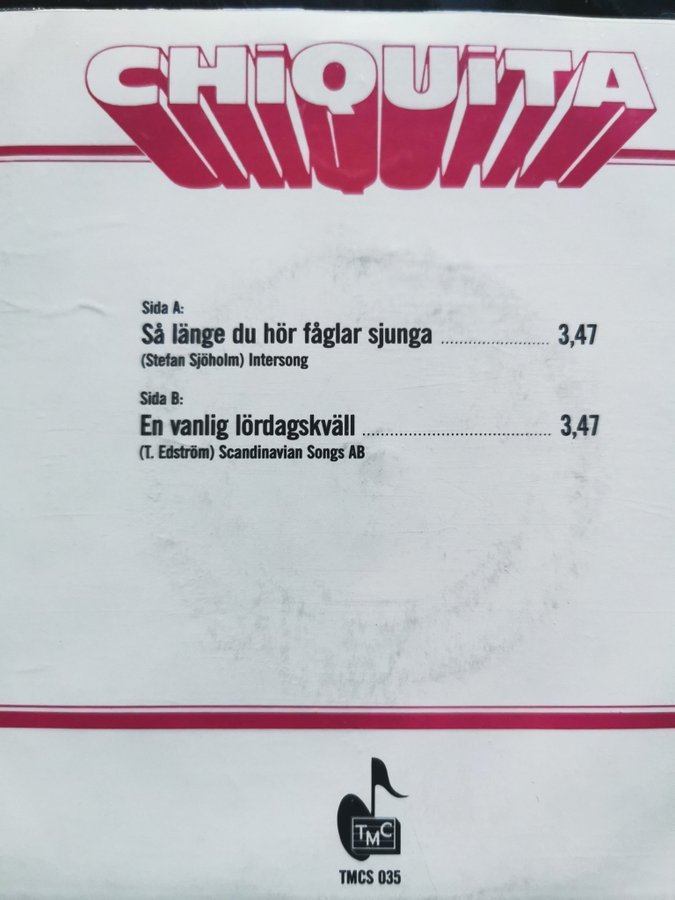 CHiQUiTA
Sida A:
Så länge du hör fåglar sjunga ........................ 3,47
(Stefan Sjöholm) Intersong
Sida B:
En vanlig lördagskväll .......................................... 3,47
(T. Edström) Scandinavian Songs AB
TMC
TMCS 035